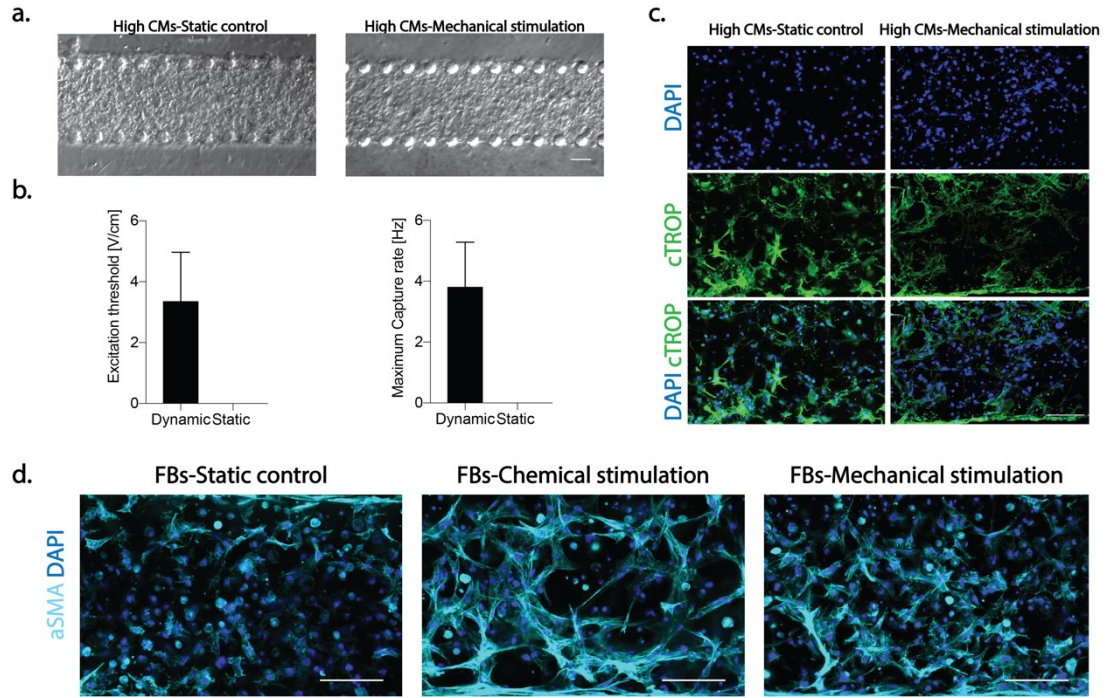 a.
High CMs-Static control
High CMs-Mechanical stimulation
b.
Excitation threshold [V/cm]
6
4
2
0
Dynamic Static
Maximum Capture rate [Hz]
6
4
2
0
Dynamic Static
c.
High CMs-Static control
High CMs-Mechanical stimulation
DAPI
cTROP
DAPI cTROP
d.
FBs-Static control
FBs-Chemical stimulation
FBs-Mechanical stimulation
aSMA DAPI